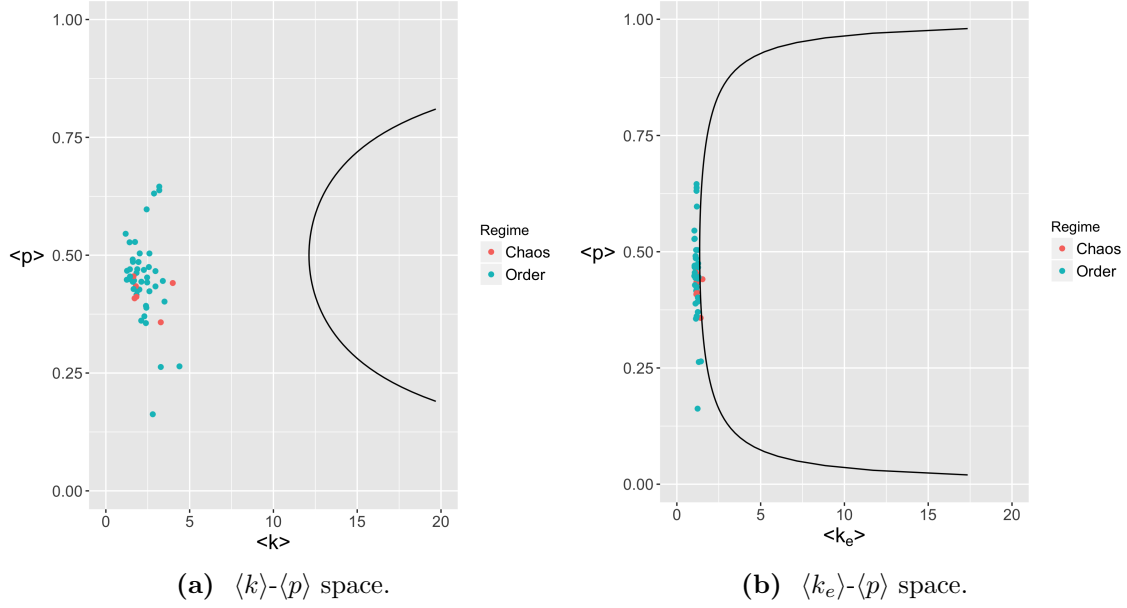 1.00
0.75
<p>
0.50
0.25
0.00
0
5
10
15
20
<k>
Regime
Chaos
Order
(a) ⟨k⟩-⟨p⟩ space.
1.00
0.75
<p>
0.50
0.25
0.00
0
5
10
15
20
<kₑ>
Regime
Chaos
Order
(b) ⟨kₑ⟩-⟨p⟩ space.